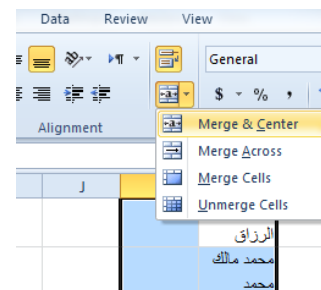 Data Review View
General
$ % ,
Alignment
Merge & Center
Merge Across
Merge Cells
Unmerge Cells
J
الرزاق
محمد مالك
محمد